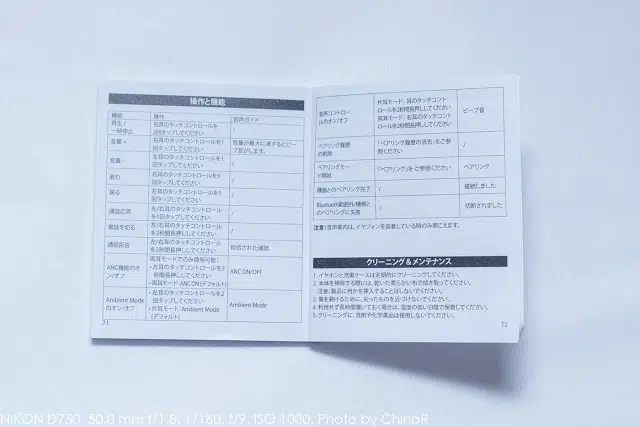 操作と機能
機能 操作 音声ガイド
再生/ 右耳のタッチコントロールを /
一時停止 2回タップしてください
音量+ 右耳のタッチコントロールを1 音量が最大に達するとビー
回タップしてください プ音がします。
音量- 左耳のタッチコントロールを1 /
回タップしてください
右耳のタッチコントロールを3 /
回タップしてください
戻る 左耳のタッチコントロールを3 /
回タップしてください
通話応答 左/右耳のタッチコントロール /
を1回タップしてください
電話を切る 左/右耳のタッチコントロール /
を2秒間長押ししてください
通話拒否 左/右耳のタッチコントロール 拒否された通話
を2秒間長押ししてください
ANC機能のオ 両耳モードでのみ使用可能:
ン/オフ ・左耳のタッチコントロールを2 ANC ON/OFF
秒間長押ししてください
・両耳モード:ANC ON(デフォルト)
Ambient Mode ・左耳のタッチコントロールを2 Ambient Mode
のオン/オフ 回タップしてください
・片耳モード:Ambient Mode
(デフォルト)
71
音声コントロー 片耳モード:耳のタッチコント ビープ音
ルのオン/オフ ロールを2秒間長押ししてください
両耳モード:右耳のタッチコント
ロールを2秒間長押ししてください
ペアリング履歴 「ペアリング履歴の消去」をご参 /
の削除 照ください
ペアリングモード 「ペアリング」をご参照ください ペアリング
開始
機器とのペアリング完了 / 接続しました
Bluetooth範囲外/機器と / 切断されました
のペアリングに失敗
注意:音声案内は、イヤフォンを装着している時のみ聞こえます。
クリーニング&メンテナンス
1. イヤホンと充電ケースは定期的にクリーニングしてください。
2. 本体を掃除する際には、乾いた柔らかい布で拭き取ってください。
注意:製品に何かを挿入することはしないでください。
3. 傷を避けるために、尖ったものを近づけないでください。
4. 利用せず長時間置いておく場合は、湿度の低い日陰で保管してください。
5. クリーニングに、洗剤や化学薬品は使用しないでください。
72
NIKON D750, 50.0 mm f/1.8, 1/160, f/9, ISO 1000, Photo by ChinaR